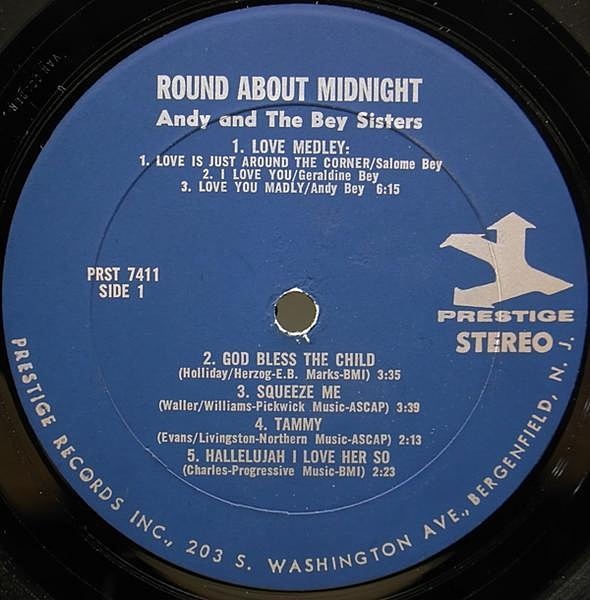 ROUND ABOUT MIDNIGHT
Andy and The Bey Sisters
1. LOVE MEDLEY:
1. LOVE IS JUST AROUND THE CORNER/Salome Bey
2. I LOVE YOU/Geraldine Bey
3. LOVE YOU MADLY/Andy Bey 6:15
PRST 7411
SIDE 1
PRESTIGE
STEREO
2. GOD BLESS THE CHILD
(Holliday/Herzog-E.B. Marks-BMI) 3:35
3. SQUEEZE ME
(Waller/Williams-Pickwick Music-ASCAP) 3:39
4. TAMMY
(Evans/Livingston-Northern Music-ASCAP) 2:13
5. HALLELUJAH I LOVE HER SO
(Charles-Progressive Music-BMI) 2:23
PRESTIGE RECORDS INC., 203 S. WASHINGTON AVE., BERGENFIELD, N. J.